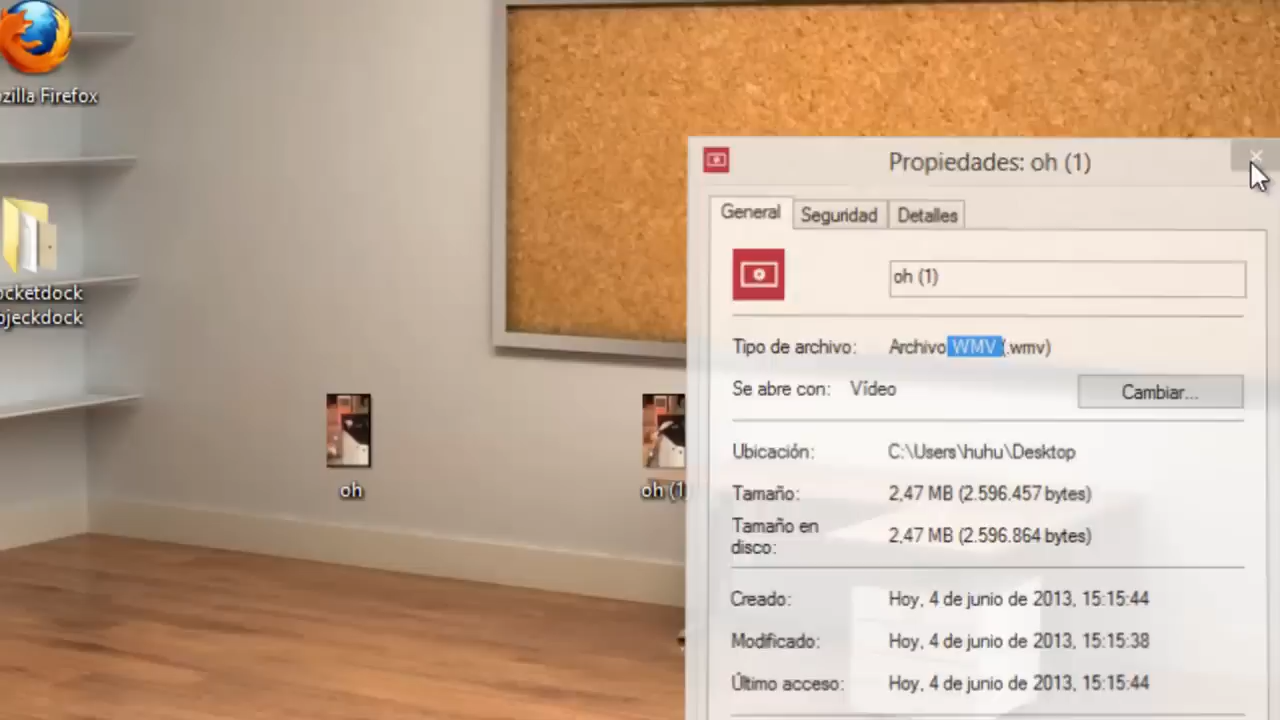 zilla Firefox
ocketdock
ojeckdock
oh
oh (1
Propiedades: oh (1)
General
Seguridad
Detalles
oh (1)
Tipo de archivo: Archivo WMV (.wmv)
Se abre con: Vídeo
Cambiar...
Ubicación: C:\Users\huhu\Desktop
Tamaño: 2,47 MB (2.596.457 bytes)
Tamaño en
disco: 2,47 MB (2.596.864 bytes)
Creado: Hoy, 4 de junio de 2013, 15:15:44
Modificado: Hoy, 4 de junio de 2013, 15:15:38
Último acceso: Hoy, 4 de junio de 2013, 15:15:44